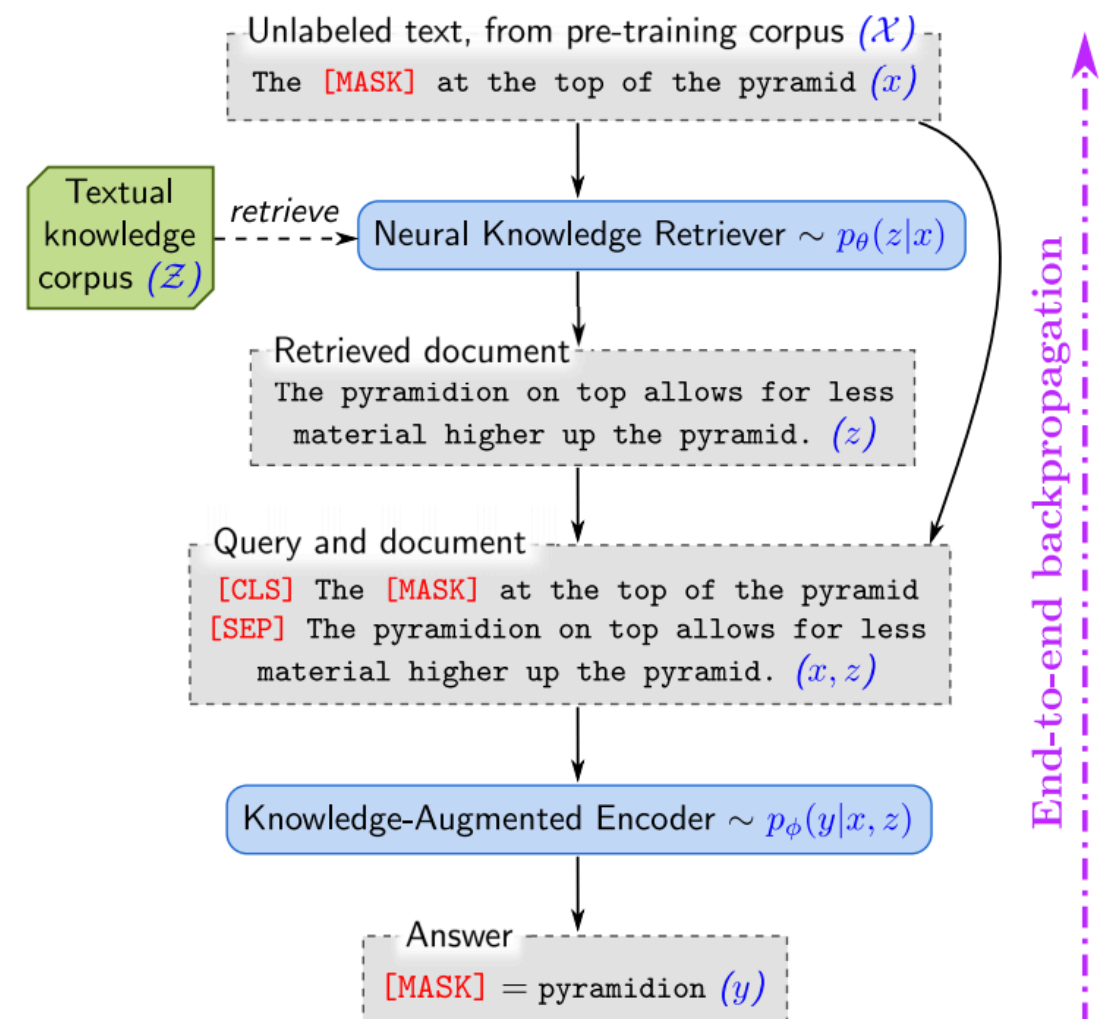 Unlabeled text, from pre-training corpus (𝒳)
The [MASK] at the top of the pyramid (x)
Textual
knowledge
corpus (𝒵)
retrieve
Neural Knowledge Retriever ∼ pθ(z|x)
Retrieved document
The pyramidion on top allows for less
material higher up the pyramid. (z)
Query and document
[CLS] The [MASK] at the top of the pyramid
[SEP] The pyramidion on top allows for less
material higher up the pyramid. (x, z)
Knowledge-Augmented Encoder ∼ pϕ(y|x, z)
Answer
[MASK] = pyramidion (y)
End-to-end backpropagation